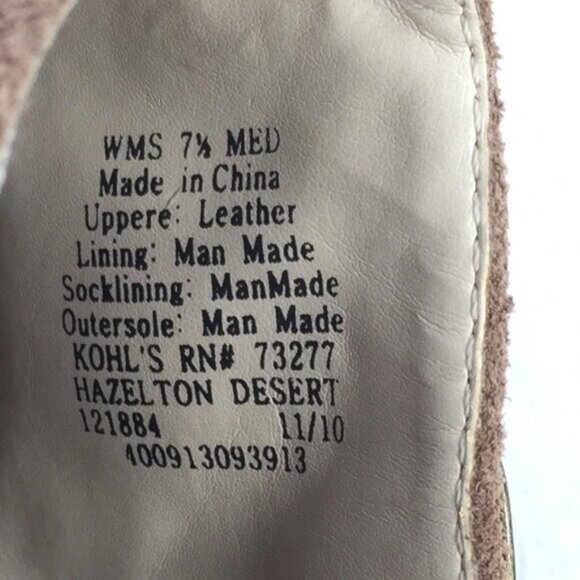 WMS 7½ MED
Made in China
Uppere: Leather
Lining: Man Made
Socklining: ManMade
Outersole: Man Made
KOHL'S RN# 73277
HAZELTON DESERT
121884 11/10
400913093913